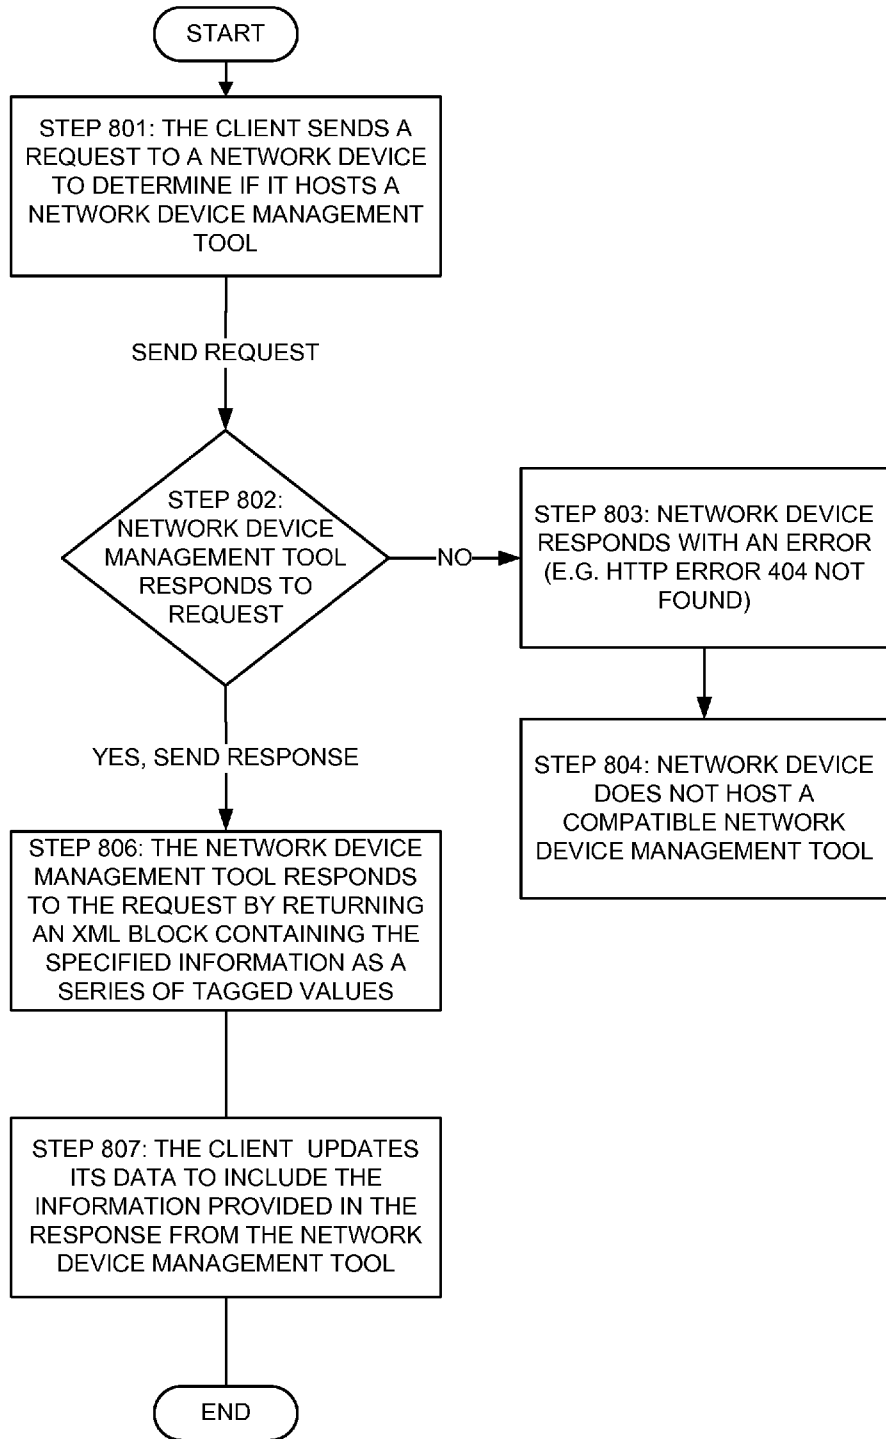 START
STEP 801: THE CLIENT SENDS A
REQUEST TO A NETWORK DEVICE
TO DETERMINE IF IT HOSTS A
NETWORK DEVICE MANAGEMENT
TOOL
SEND REQUEST
STEP 802:
NETWORK DEVICE
MANAGEMENT TOOL
RESPONDS TO
REQUEST
NO
STEP 803: NETWORK DEVICE
RESPONDS WITH AN ERROR
(E.G. HTTP ERROR 404 NOT
FOUND)
STEP 804: NETWORK DEVICE
DOES NOT HOST A
COMPATIBLE NETWORK
DEVICE MANAGEMENT TOOL
YES, SEND RESPONSE
STEP 806: THE NETWORK DEVICE
MANAGEMENT TOOL RESPONDS
TO THE REQUEST BY RETURNING
AN XML BLOCK CONTAINING THE
SPECIFIED INFORMATION AS A
SERIES OF TAGGED VALUES
STEP 807: THE CLIENT  UPDATES
ITS DATA TO INCLUDE THE
INFORMATION PROVIDED IN THE
RESPONSE FROM THE NETWORK
DEVICE MANAGEMENT TOOL
END